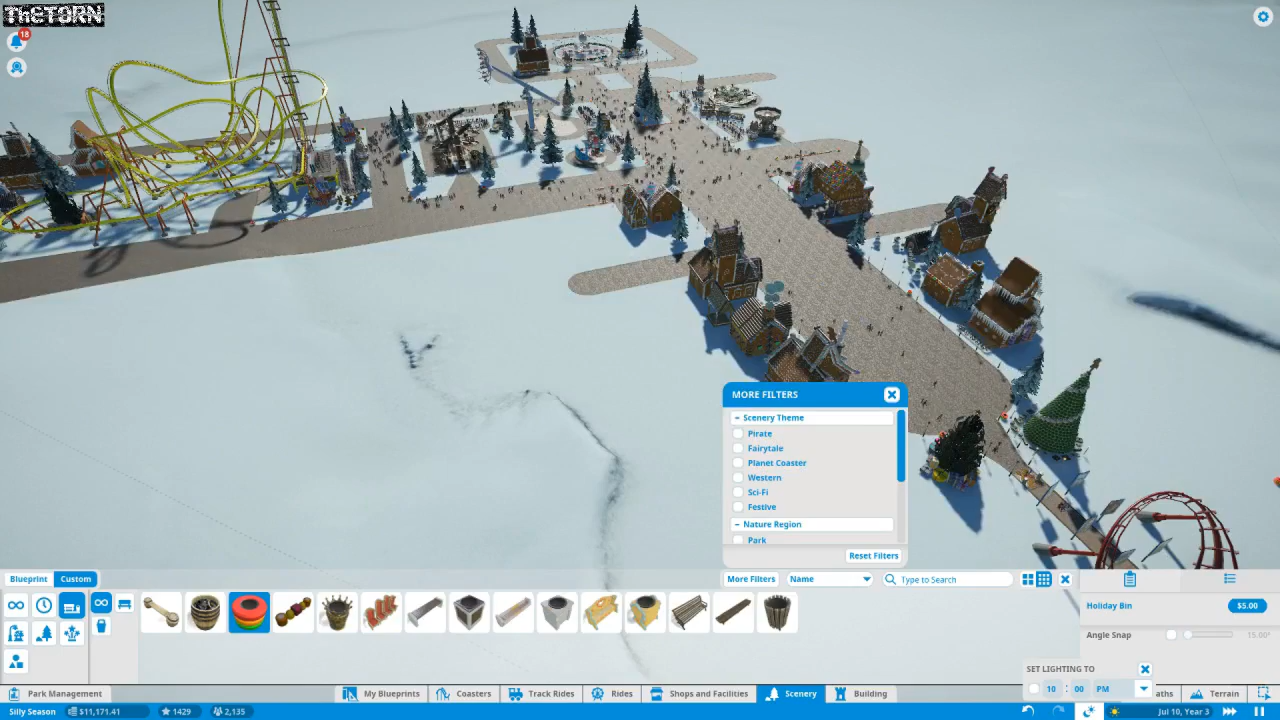 THETORN
18
MORE FILTERS
- Scenery Theme
Pirate
Fairytale
Planet Coaster
Western
Sci-Fi
Festive
- Nature Region
Park
Reset Filters
Blueprint Custom
More Filters Name Type to Search
Holiday Bin $5.00
Angle Snap 15.00°
SET LIGHTING TO
10 : 00 PM
Park Management My Blueprints Coasters Track Rides Rides Shops and Facilities Scenery Building aths Terrain
Silly Season $11,171.41 1429 2,135 Jul 10, Year 3